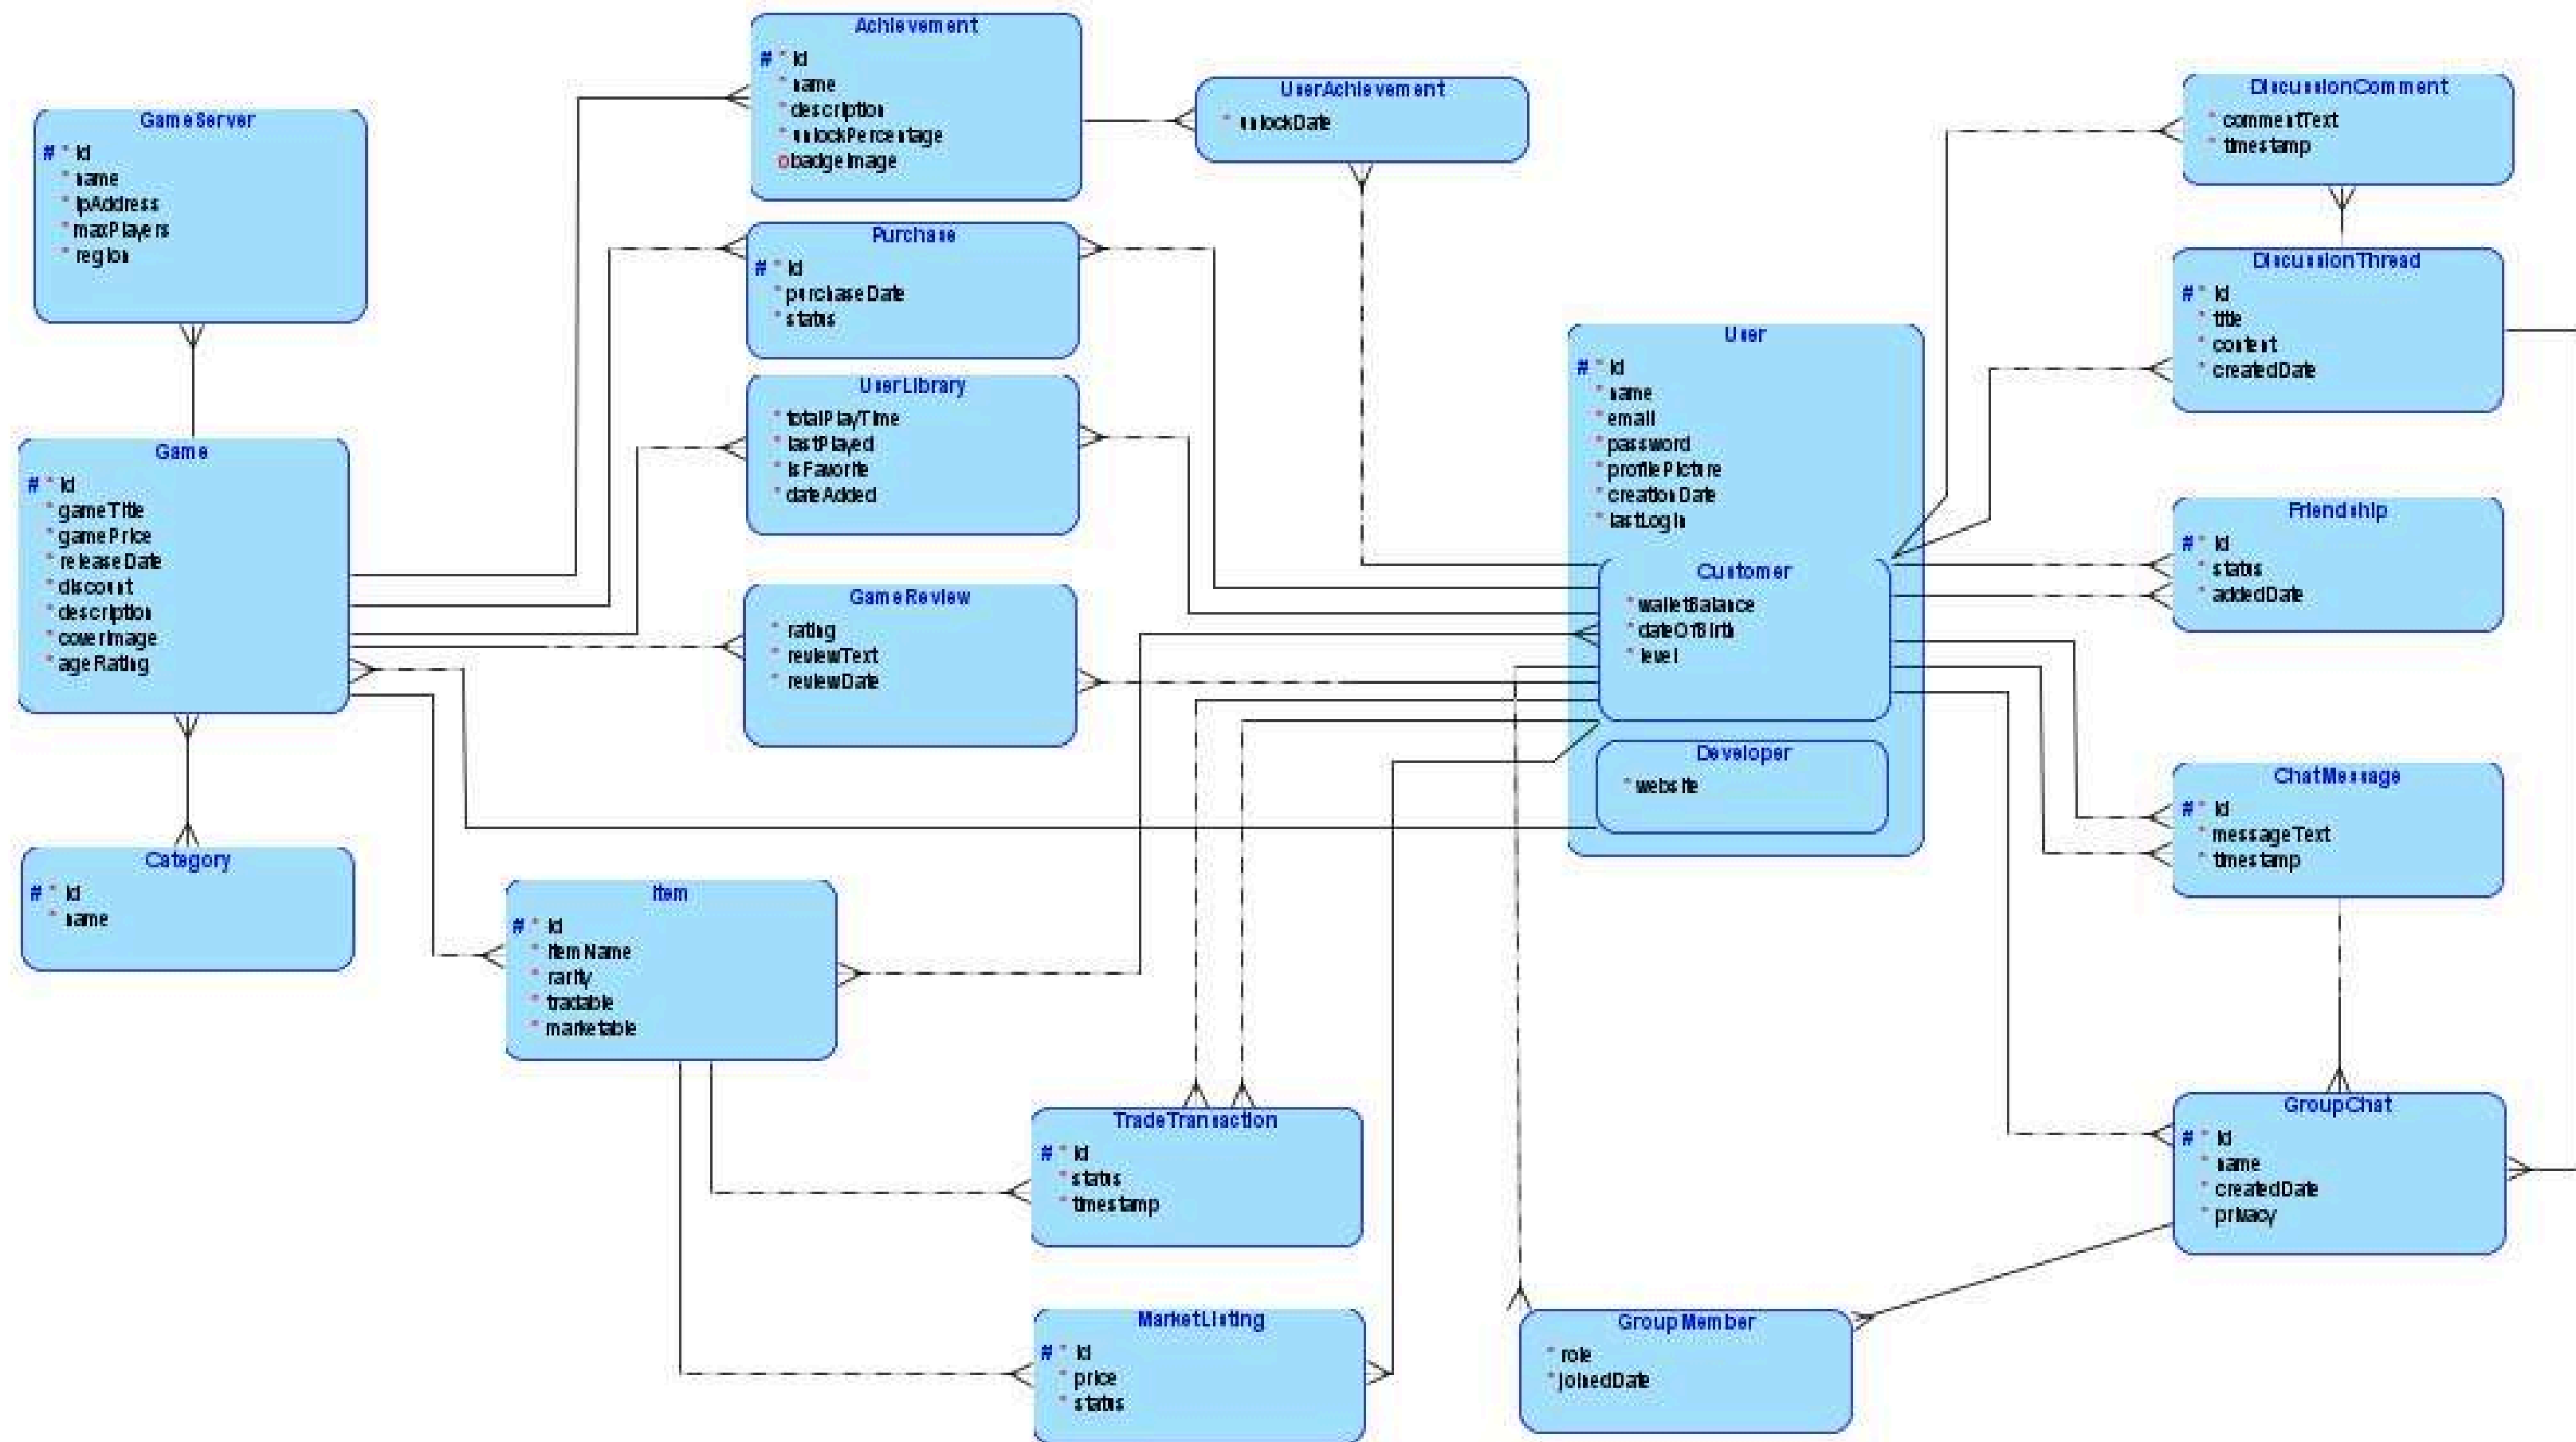 Achievement
# * Id
* name
* description
* unlockPercentage
o badgeImage
UserAchievement
* unlockDate
DiscussionComment
* commentText
* timestamp
GameServer
# * Id
* name
* ipAddress
* maxPlayers
* region
Purchase
# * Id
* purchaseDate
* status
DiscussionThread
# * Id
* title
* content
* createdDate
User
# * Id
* name
* email
* password
* profilePicture
* creationDate
* lastLogin
UserLibrary
* totalPlayTime
* lastPlayed
* isFavorite
* dateAdded
Game
# * Id
* gameTitle
* gamePrice
* releaseDate
* discount
* description
* coverImage
* ageRating
Friendship
# * Id
* status
* addedDate
Customer
* walletBalance
* dateOfBirth
* level
GameReview
* rating
* reviewText
* reviewDate
Developer
* website
ChatMessage
# * Id
* messageText
* timestamp
Category
# * Id
* name
Item
# * Id
* itemName
* rarity
* tradable
* marketable
TradeTransaction
# * Id
* status
* timestamp
GroupChat
# * Id
* name
* createdDate
* privacy
MarketListing
# * Id
* price
* status
GroupMember
* role
* joinedDate